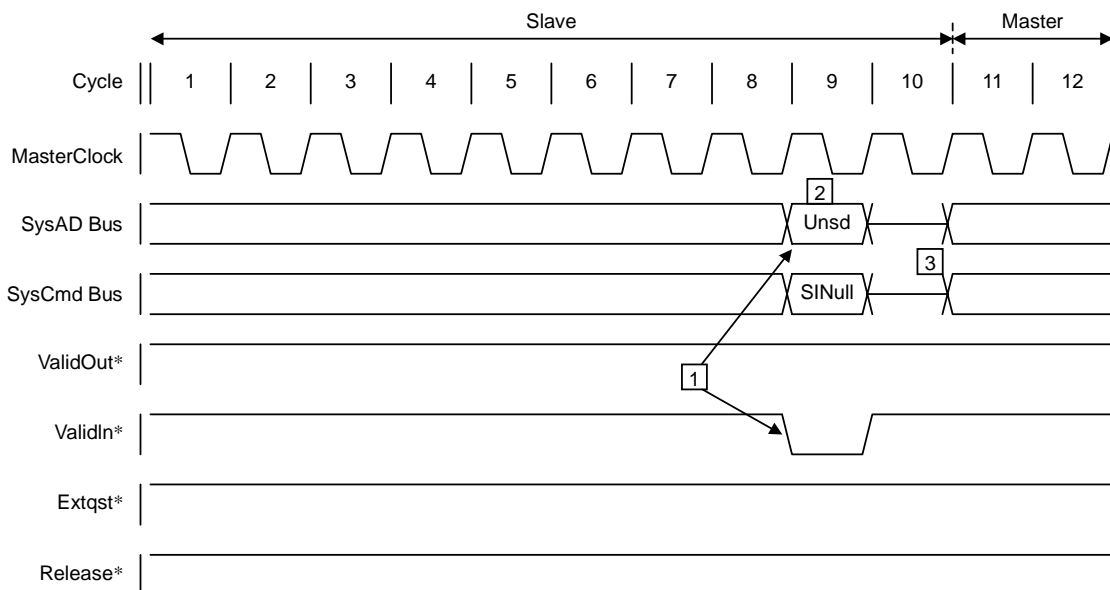 Slave Master
Cycle 1 2 3 4 5 6 7 8 9 10 11 12
MasterClock
2
SysAD Bus Unsd
3
SysCmd Bus SINull
ValidOut*
1
ValidIn*
Extqst*
Release*